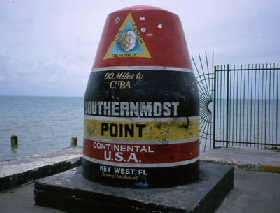 90 Miles to
CUBA
SOUTHERNMOST
POINT
CONTINENTAL
U.S.A.
KEY WEST, FL